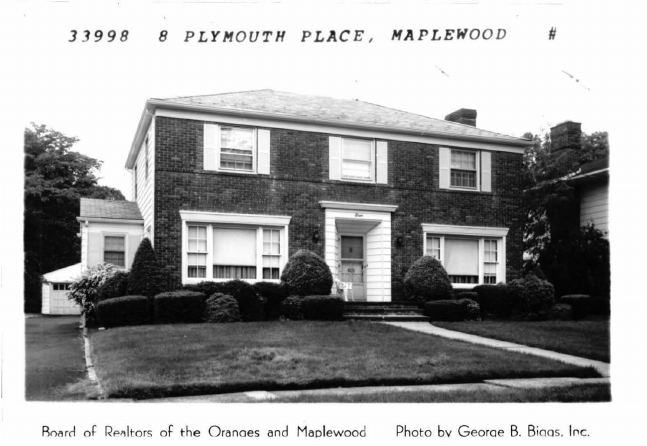 33998 8 PLYMOUTH PLACE, MAPLEWOOD #
Board of Realtors of the Oranges and Maplewood Photo by George B. Biggs, Inc.